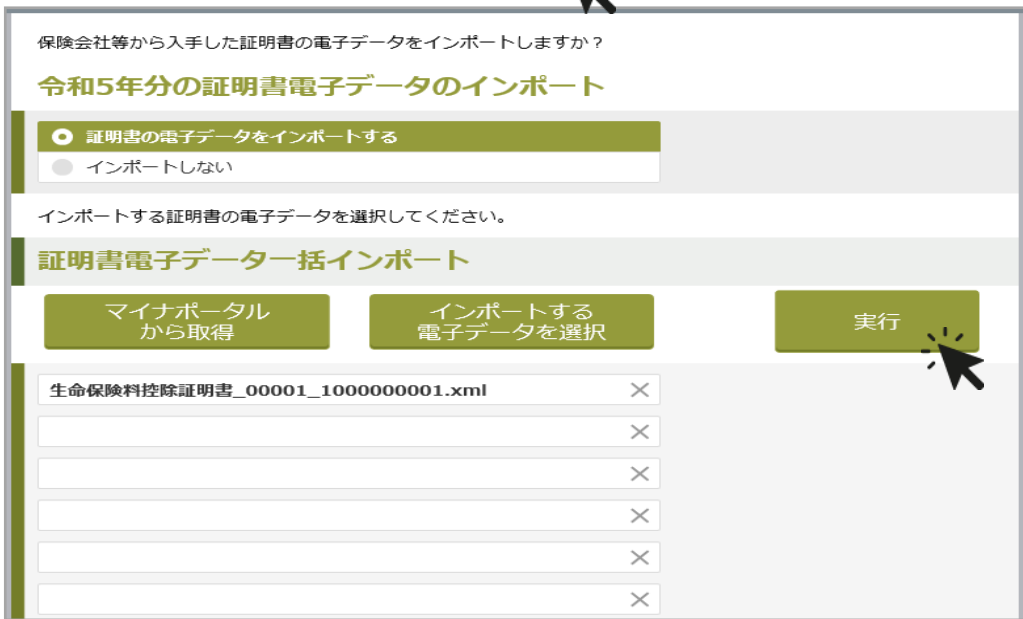 保険会社等から入手した証明書の電子データをインポートしますか？
令和5年分の証明書電子データのインポート
証明書の電子データをインポートする
インポートしない
インポートする証明書の電子データを選択してください。
証明書電子データ一括インポート
マイナポータル
から取得
インポートする
電子データを選択
実行
生命保険料控除証明書_00001_1000000001.xml